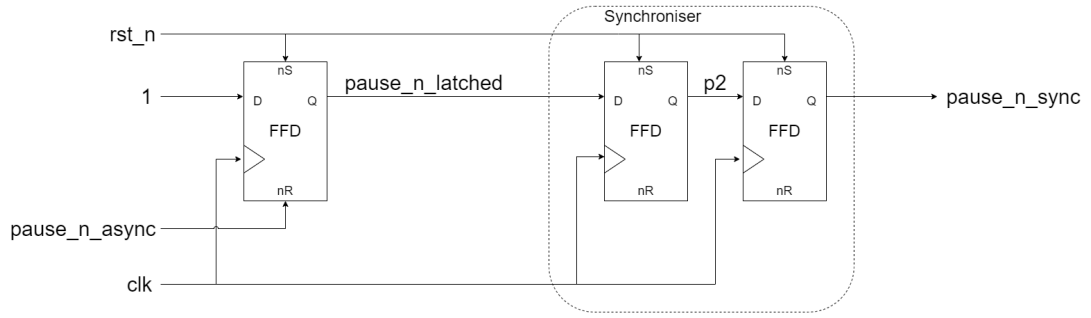 Synchroniser
rst_n
nS
nS
nS
1
D
Q
pause_n_latched
D
Q
p2
D
Q
pause_n_sync
FFD
FFD
FFD
nR
nR
nR
pause_n_async
clk